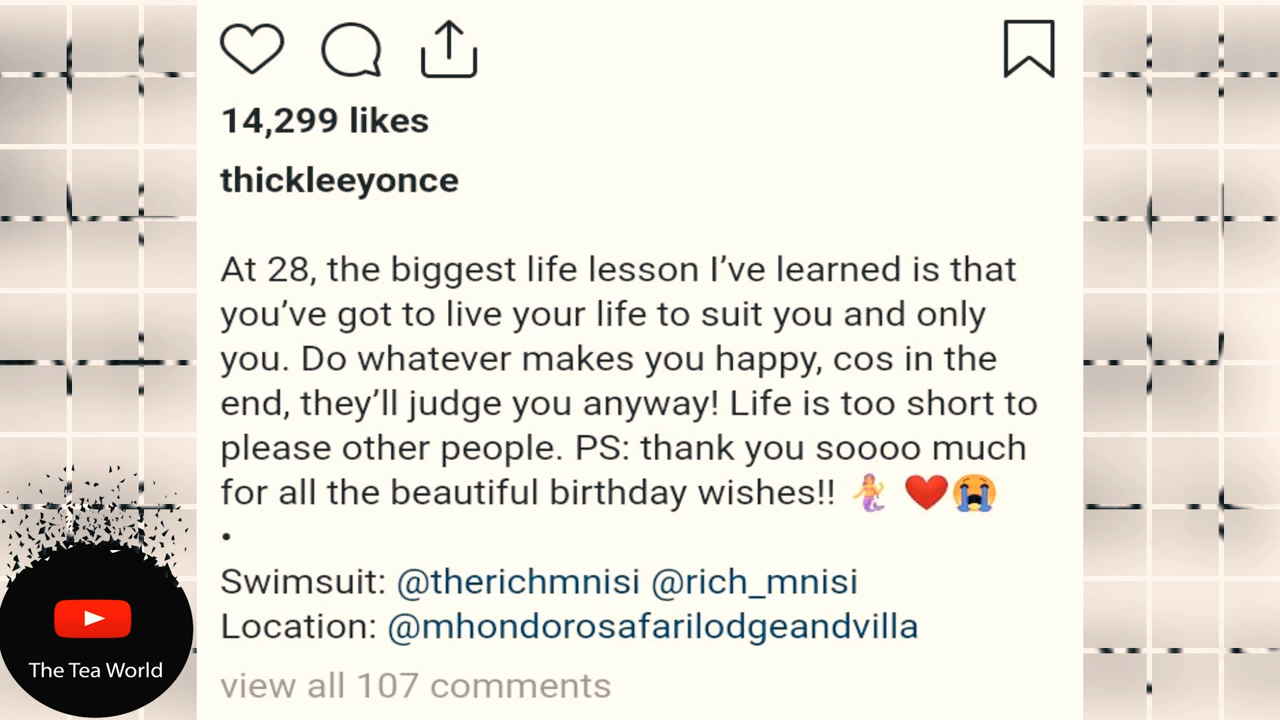 14,299 likes
thickleeyonce
At 28, the biggest life lesson I’ve learned is that
you’ve got to live your life to suit you and only
you. Do whatever makes you happy, cos in the
end, they’ll judge you anyway! Life is too short to
please other people. PS: thank you soooo much
for all the beautiful birthday wishes!! 🧜‍♀️ ❤️😭
•
Swimsuit: @therichmnisi @rich_mnisi
Location: @mhondorosafarilodgeandvilla
view all 107 comments
The Tea World